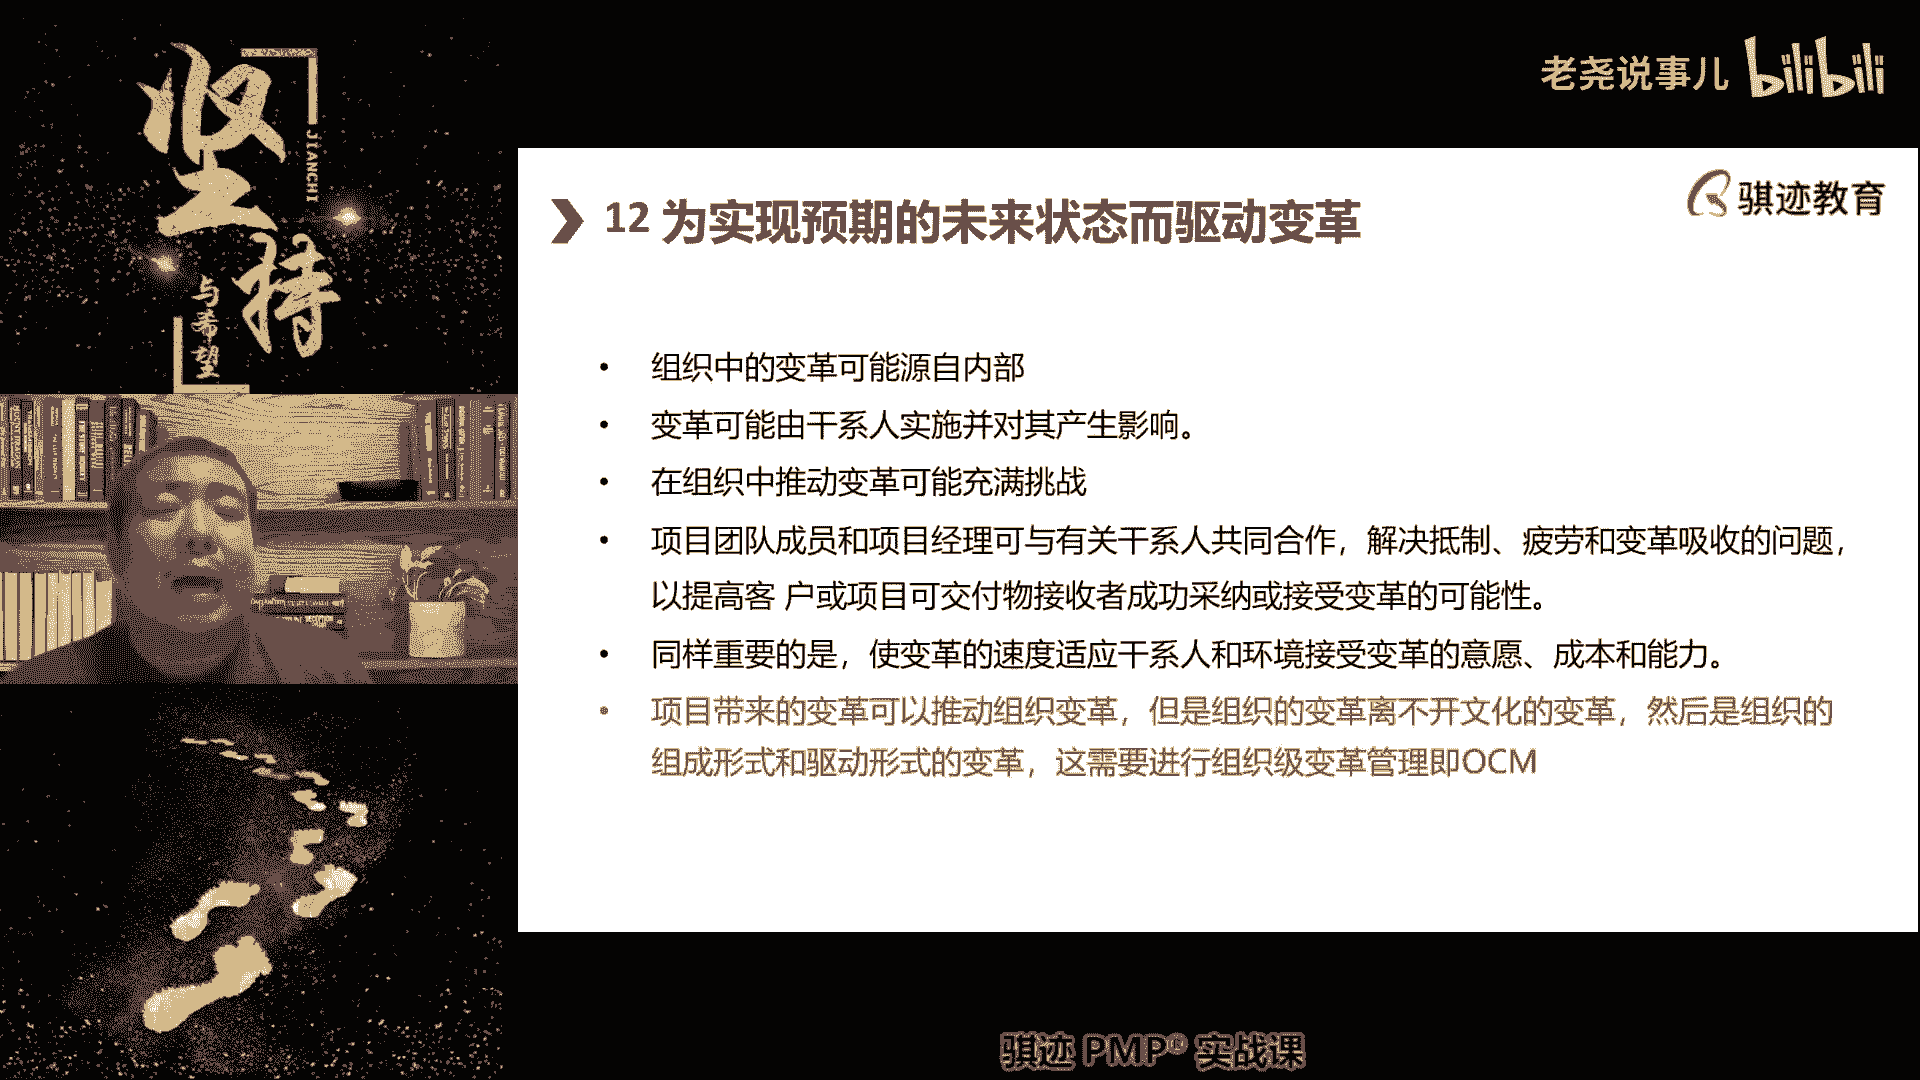 坚持
JIANCHI
与希望
老尧说事儿 bilibili
骐迹教育
12 为实现预期的未来状态而驱动变革
• 组织中的变革可能源自内部
• 变革可能由干系人实施并对其产生影响。
• 在组织中推动变革可能充满挑战
• 项目团队成员和项目经理可与有关干系人共同合作，解决抵制、疲劳和变革吸收的问题，
以提高客 户或项目可交付物接收者成功采纳或接受变革的可能性。
• 同样重要的是，使变革的速度适应干系人和环境接受变革的意愿、成本和能力。
• 项目带来的变革可以推动组织变革，但是组织的变革离不开文化的变革，然后是组织的
组成形式和驱动形式的变革，这需要进行组织级变革管理即OCM
骐迹 PMP® 实战课